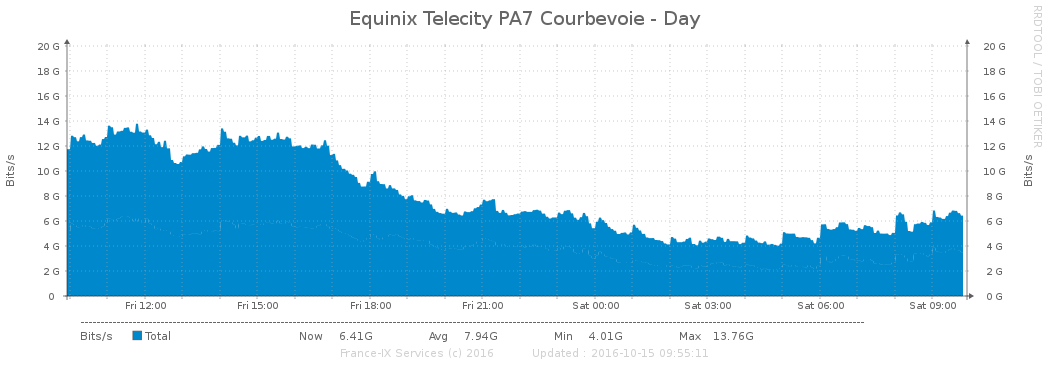 Equinix Telecity PA7 Courbevoie - Day
RRDTOOL / TOBI OETIKER
Bits/s
20 G
18 G
16 G
14 G
12 G
10 G
8 G
6 G
4 G
2 G
0
20 G
18 G
16 G
14 G
12 G
10 G
8 G
6 G
4 G
2 G
0 G
Bits/s
Fri 12:00 Fri 15:00 Fri 18:00 Fri 21:00 Sat 00:00 Sat 03:00 Sat 06:00 Sat 09:00
Bits/s Total Now 6.41G Avg 7.94G Min 4.01G Max 13.76G
France-IX Services (c) 2016 Updated : 2016-10-15 09:55:11